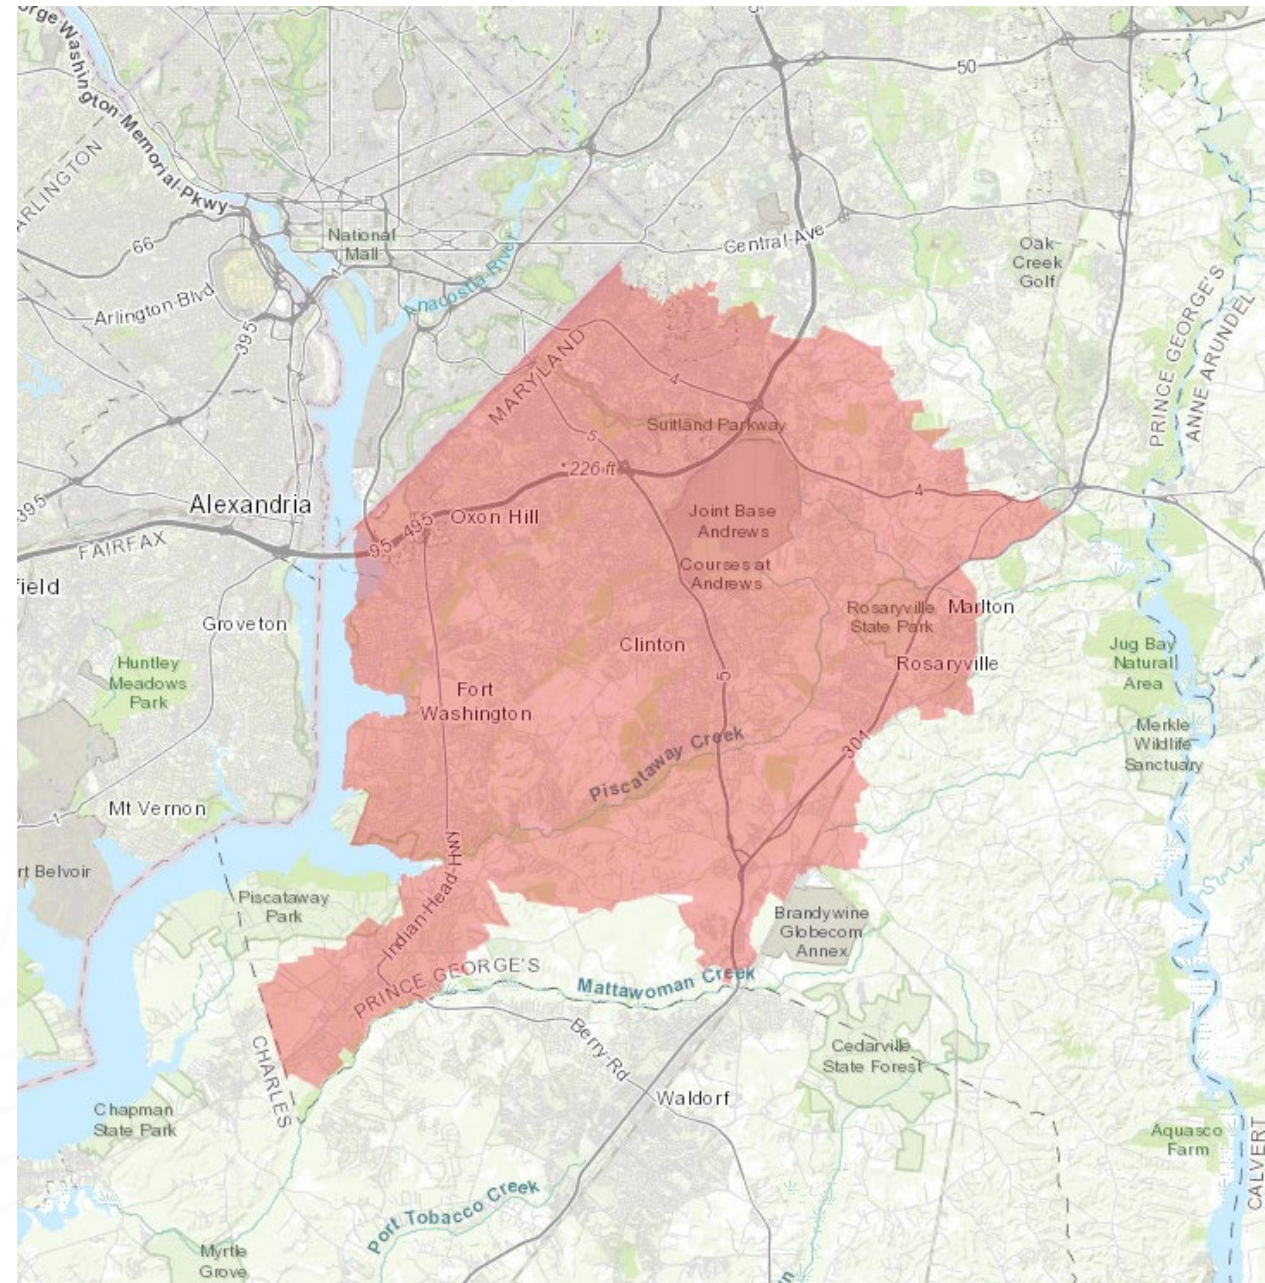 orge-Washington-Memorial-Pkwy
50
ARLINGTON
66
National
Mall
Anacostia River
Central-Ave
Oak
Creek
Golf
Arlington-Blvd
395
1
PRINCE GEORGE'S
ANNE ARUNDEL
MARYLAND
4
Suitland Parkway
5
226 ft
395
Alexandria
95
495
Oxon Hill
Joint Base
Andrews
4
FAIRFAX
Courses at
Andrews
field
Groveton
Rosaryville
State Park
Marlton
Clinton
Rosaryville
Huntley
Meadows
Park
Jug Bay
Natural
Area
5
Fort
Washington
301
Merkle
Wildlife
Sanctuary
Piscataway Creek
Mt Vernon
1
rt Belvoir
Indian-Head-Hwy
Piscataway
Park
Brandywine
Globecom
Annex
PRINCE GEORGE'S
Mattawoman Creek
CHARLES
Berry-Rd
Cedarville
State Forest
Waldorf
Chapman
State Park
Aquasco
Farm
CALVERT
Port Tobacco Creek
Myrtle
Grove